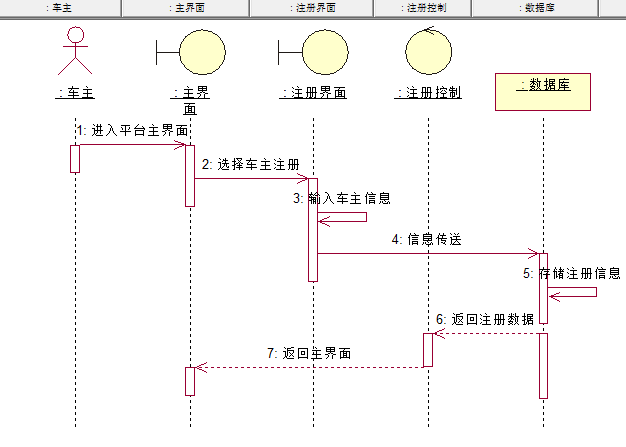 : 车主
: 主界面
: 注册界面
: 注册控制
: 数据库
: 车主
: 主界
面
: 注册界面
: 注册控制
: 数据库
1: 进入平台主界面
2: 选择车主注册
3: 输入车主信息
4: 信息传送
5: 存储注册信息
6: 返回注册数据
7: 返回主界面